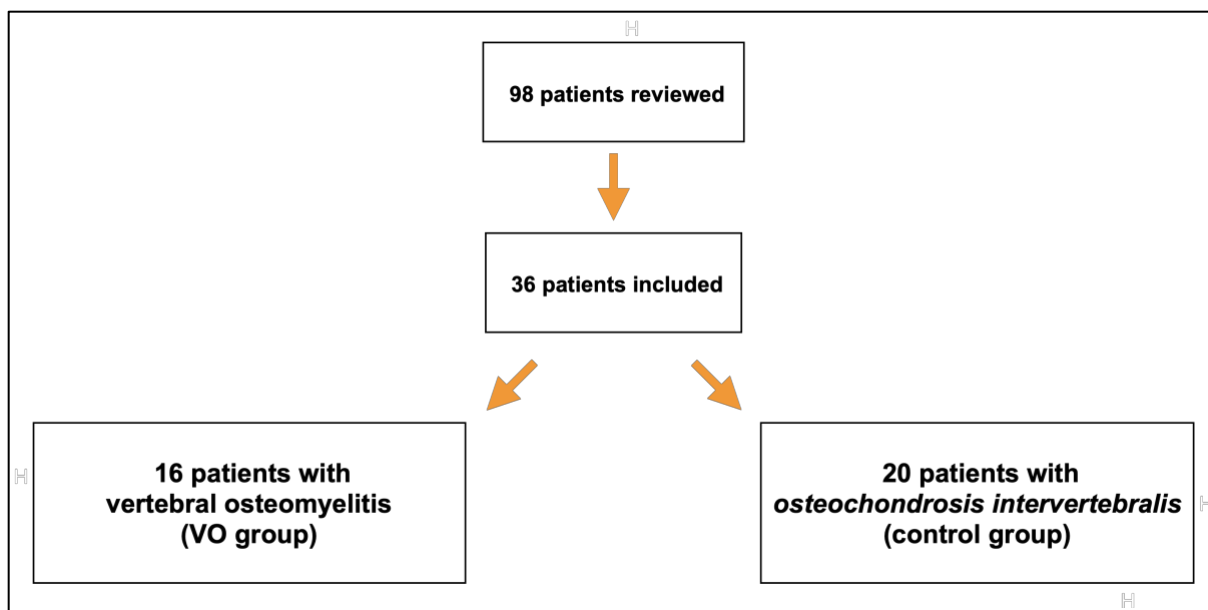 H
98 patients reviewed
36 patients included
16 patients with
vertebral osteomyelitis
(VO group)
20 patients with
osteochondrosis intervertebralis
(control group)
H
H
H